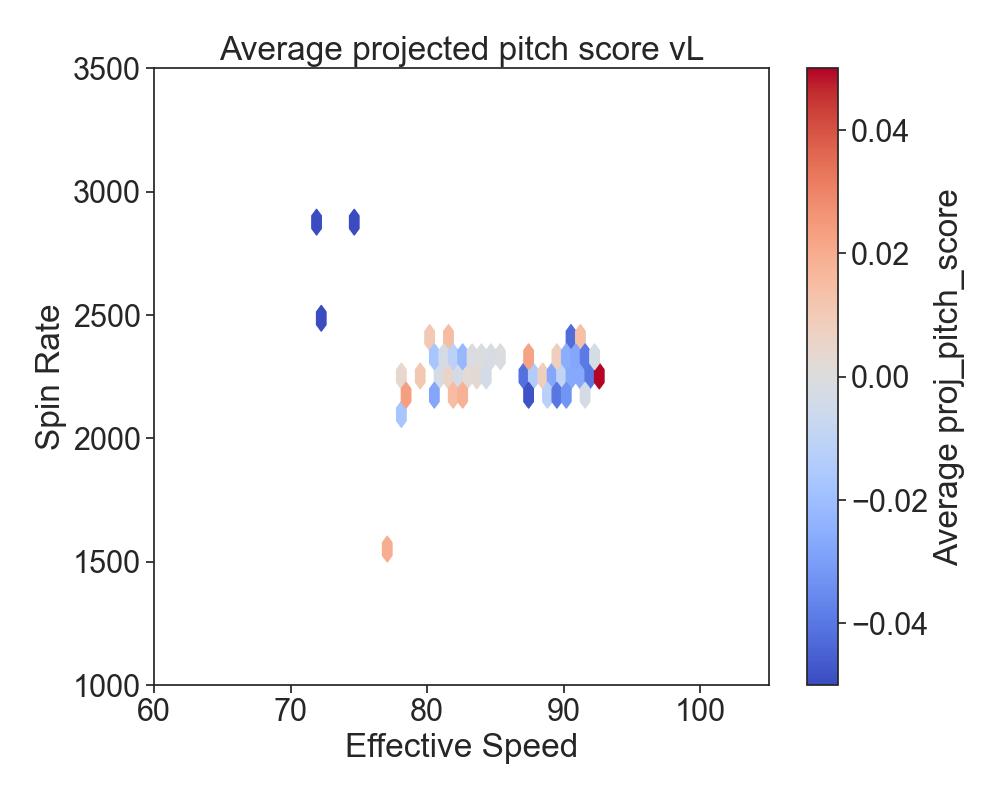 Average projected pitch score vL
3500
3000
2500
2000
1500
1000
Spin Rate
60 70 80 90 100
Effective Speed
0.04
0.02
0.00
−0.02
−0.04
Average proj_pitch_score